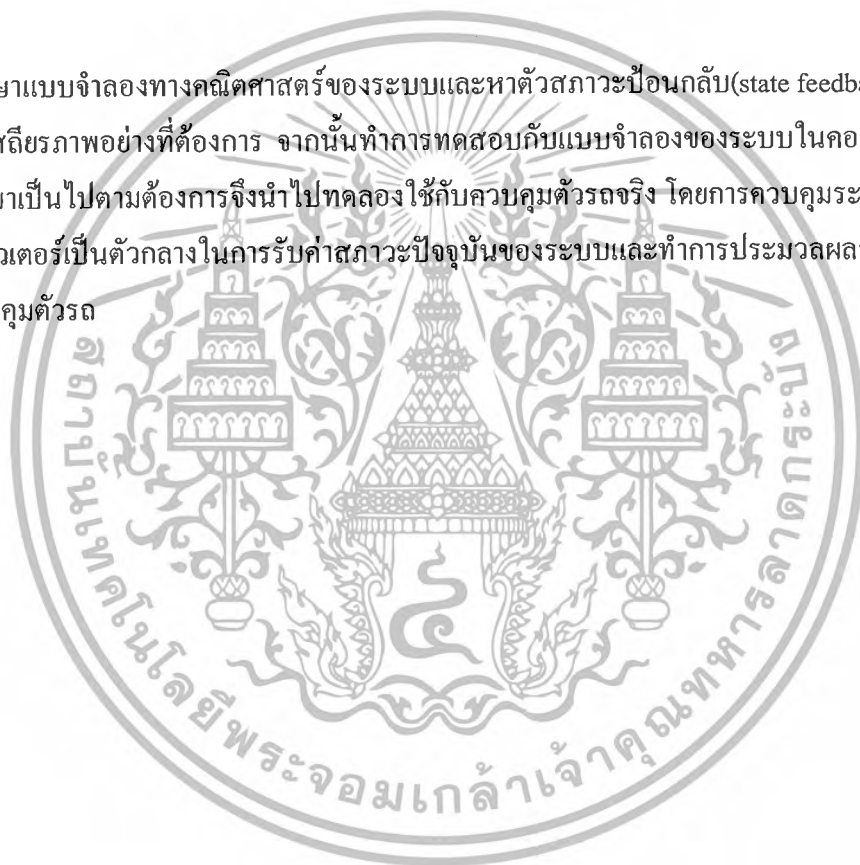 ษาแบบจำลองทางคณิตศาสตร์ของระบบและหาตัวสภาวะป้อนกลับ(state feedba
สถียรภาพอย่างที่ต้องการ จากนั้นทำการทดสอบกับแบบจำลองของระบบในคอ
มาเป็นไปตามต้องการจึงนำไปทดลองใช้กับควบคุมตัวรถจริง โดยการควบคุมระ
วเตอร์เป็นตัวกลางในการรับค่าสภาวะปัจจุบันของระบบและทำการประมวลผล
คุมตัวรถ
สถาบันเทคโนโลยีพระจอมเกล้าเจ้าคุณทหารลาดกระบัง